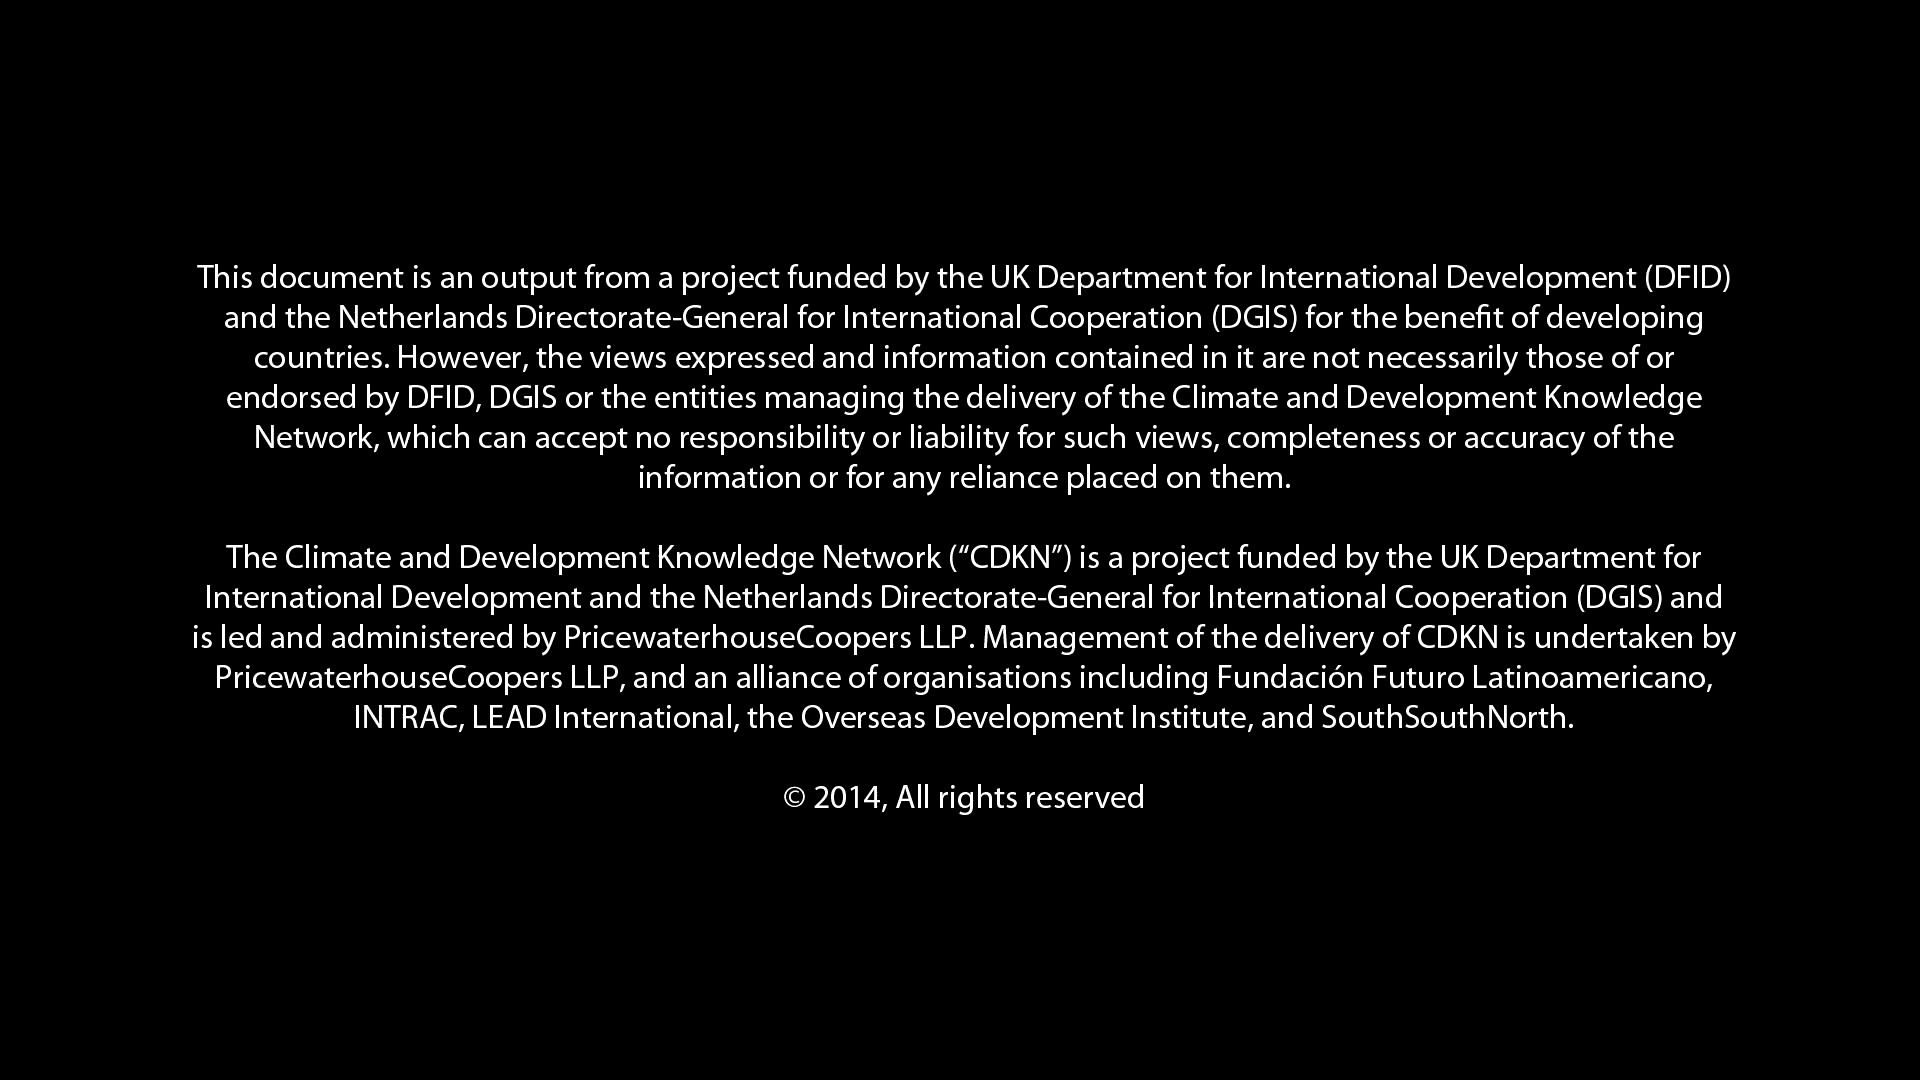 This document is an output from a project funded by the UK Department for International Development (DFID)
and the Netherlands Directorate-General for International Cooperation (DGIS) for the benefit of developing
countries. However, the views expressed and information contained in it are not necessarily those of or
endorsed by DFID, DGIS or the entities managing the delivery of the Climate and Development Knowledge
Network, which can accept no responsibility or liability for such views, completeness or accuracy of the
information or for any reliance placed on them.
The Climate and Development Knowledge Network (“CDKN”) is a project funded by the UK Department for
International Development and the Netherlands Directorate-General for International Cooperation (DGIS) and
is led and administered by PricewaterhouseCoopers LLP. Management of the delivery of CDKN is undertaken by
PricewaterhouseCoopers LLP, and an alliance of organisations including Fundación Futuro Latinoamericano,
INTRAC, LEAD International, the Overseas Development Institute, and SouthSouthNorth.
© 2014, All rights reserved